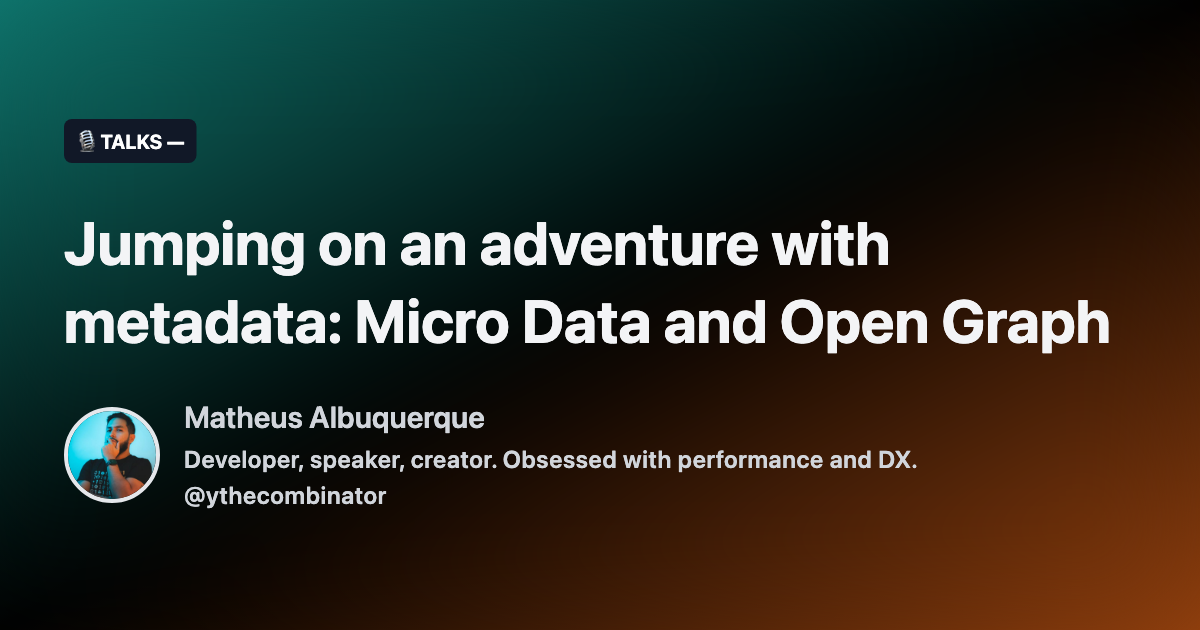 🎙 TALKS —
Jumping on an adventure with
metadata: Micro Data and Open Graph
Matheus Albuquerque
Developer, speaker, creator. Obsessed with performance and DX.
@ythecombinator